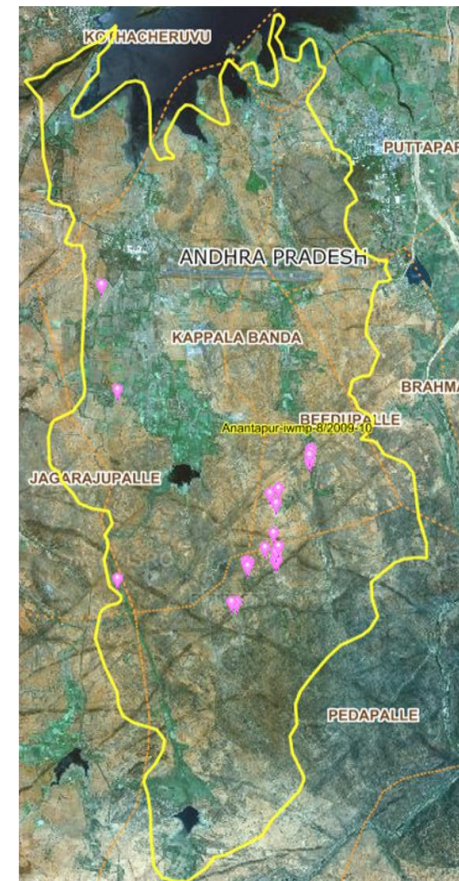 KOTHACHERUVU
PUTTAPAR
ANDHRA PRADESH
KAPPALA BANDA
BRAHMA
BEEDUPALLE
Anantapur-iwmp-8/2009-10
JAGARAJUPALLE
PEDAPALLE